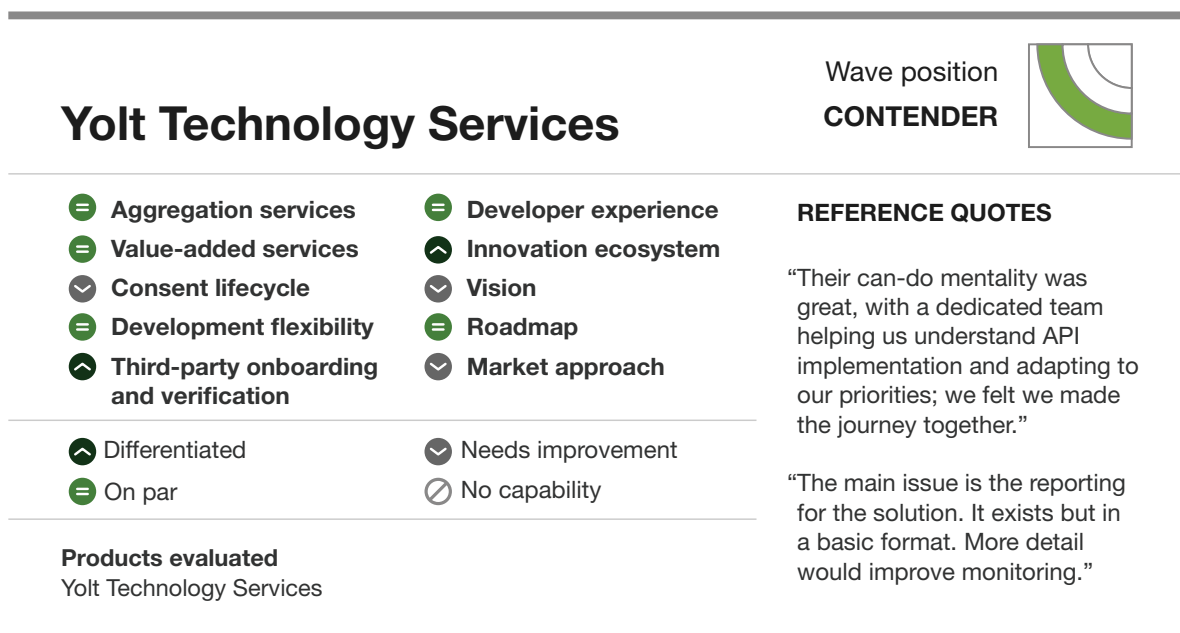 Wave position
CONTENDER
Yolt Technology Services
Aggregation services
Value-added services
Consent lifecycle
Development flexibility
Third-party onboarding
and verification
Developer experience
Innovation ecosystem
Vision
Roadmap
Market approach
Differentiated
On par
Needs improvement
No capability
Products evaluated
Yolt Technology Services
REFERENCE QUOTES
“Their can-do mentality was
great, with a dedicated team
helping us understand API
implementation and adapting to
our priorities; we felt we made
the journey together.”
“The main issue is the reporting
for the solution. It exists but in
a basic format. More detail
would improve monitoring.”